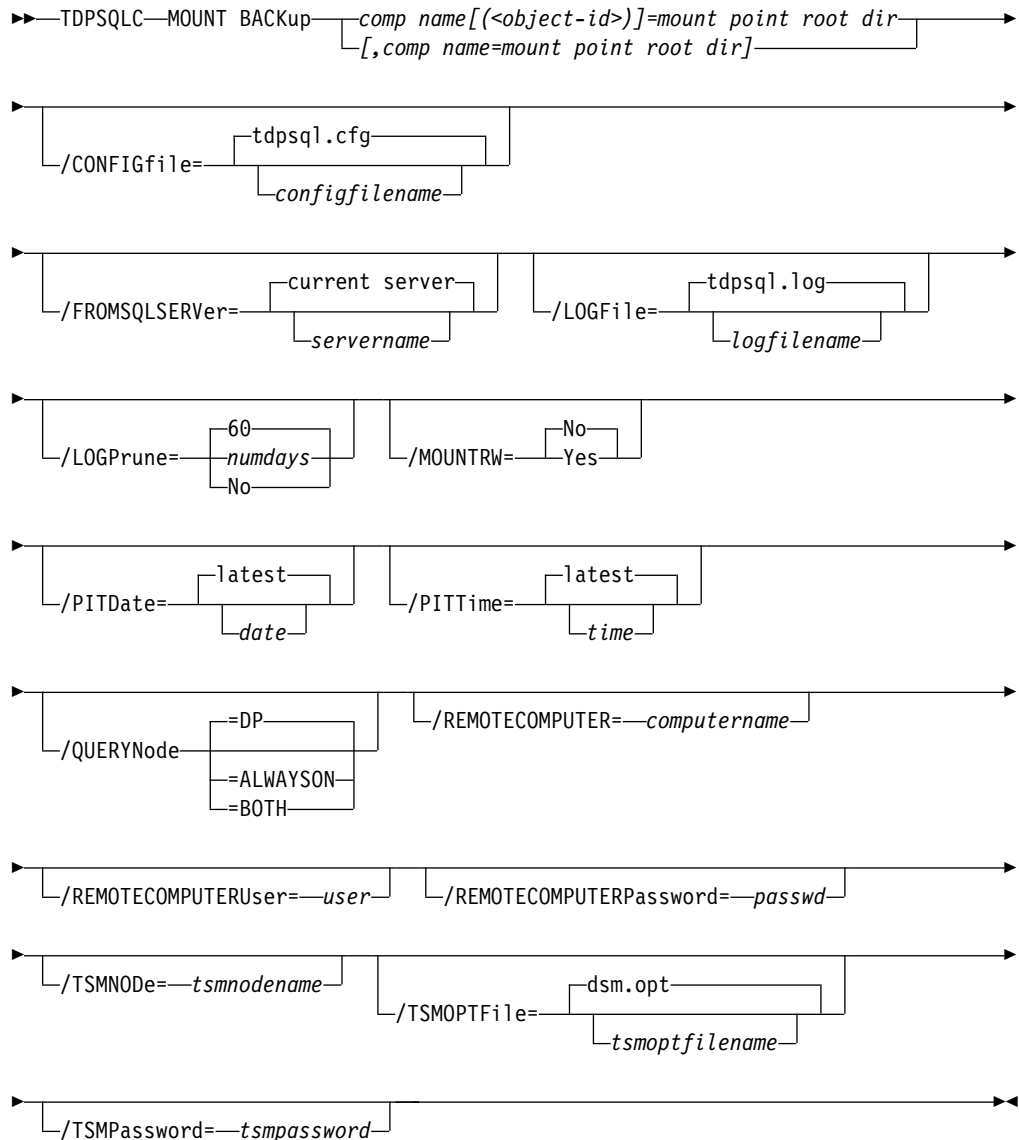 TDPSQLC MOUNT BACKup comp name[(<object-id>)]=mount point root dir
[,comp name=mount point root dir]
tdpsql.cfg
/CONFIGfile=
configfilename
current server tdpsql.log
/FROMSQLSERVer= /LOGFile=
servername logfilename
60 No
/LOGPrune= numdays /MOUNTRW= Yes
No
latest latest
/PITDate= /PITTime=
date time
=DP /REMOTECOMPUTER= computername
/QUERYNode
=ALWAYSON
=BOTH
/REMOTECOMPUTERUser= user /REMOTECOMPUTERPassword= passwd
/TSMNODe= tsmnodename dsm.opt
/TSMOPTFile=
tsmoptfilename
/TSMPassword= tsmpassword